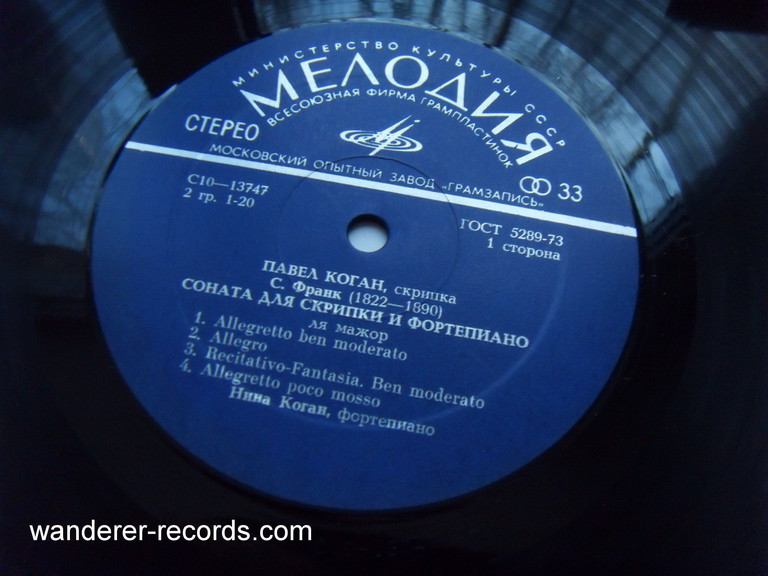 МИНИСТЕРСТВО КУЛЬТУРЫ СССР
МЕЛОДИЯ
ВСЕСОЮЗНАЯ ФИРМА ГРАМПЛАСТИНОК
СТЕРЕО
33
МОСКОВСКИЙ ОПЫТНЫЙ ЗАВОД „ГРАМЗАПИСЬ"
С10—13747
2 гр. 1-20
ГОСТ 5289-73
1 сторона
ПАВЕЛ КОГАН, скрипка
С. Франк (1822—1890)
СОНАТА ДЛЯ СКРИПКИ И ФОРТЕПИАНО
ля мажор
1. Allegretto ben moderato
2. Allegro
3. Recitativo-Fantasia. Ben moderato
4. Allegretto poco mosso
Нина Коган, фортепиано
wanderer-records.com